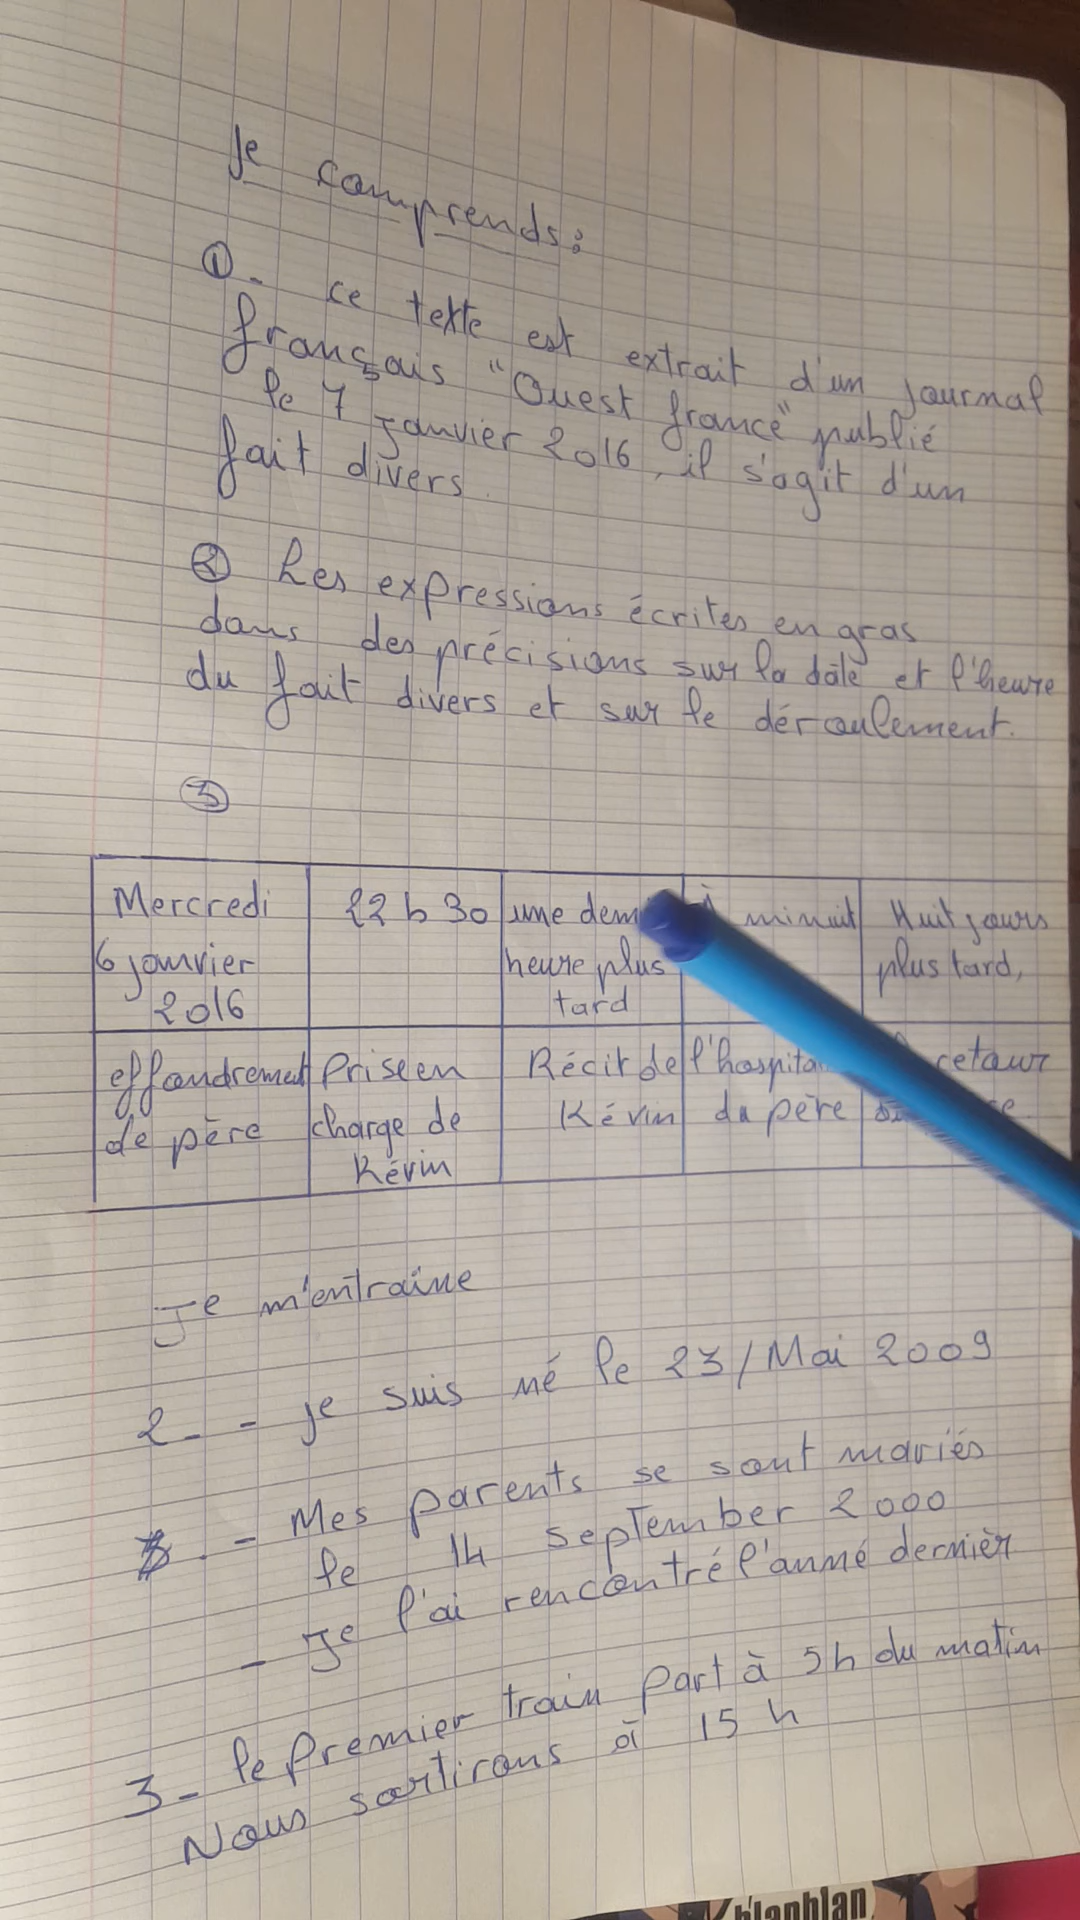 Je comprends:
①- ce texte est extrait d'un journal
français "Ouest france" publié
le 7 janvier 2016, il s'agit d'un
fait divers.
② Les expressions écrites en gras
dans des précisions sur la date et l'heure
du fait divers et sur le déroulement.
③
Mercredi 22 h 30 une demi à minuit Huit jours
6 janvier heure plus plus tard,
2016 tard
effondrement Prise en Récit de l'hospita retour
de père charge de Kévin du père
Kévin
Je m'entraine
2_ - je suis né le 23/Mai 2009
- Mes parents se sont mariés
le 14 september 2000
- Je l'ai rencontré l'anné dernièr
3- le Premier train part à 5h du matin
Nous sortirons à 15 h
blanblan